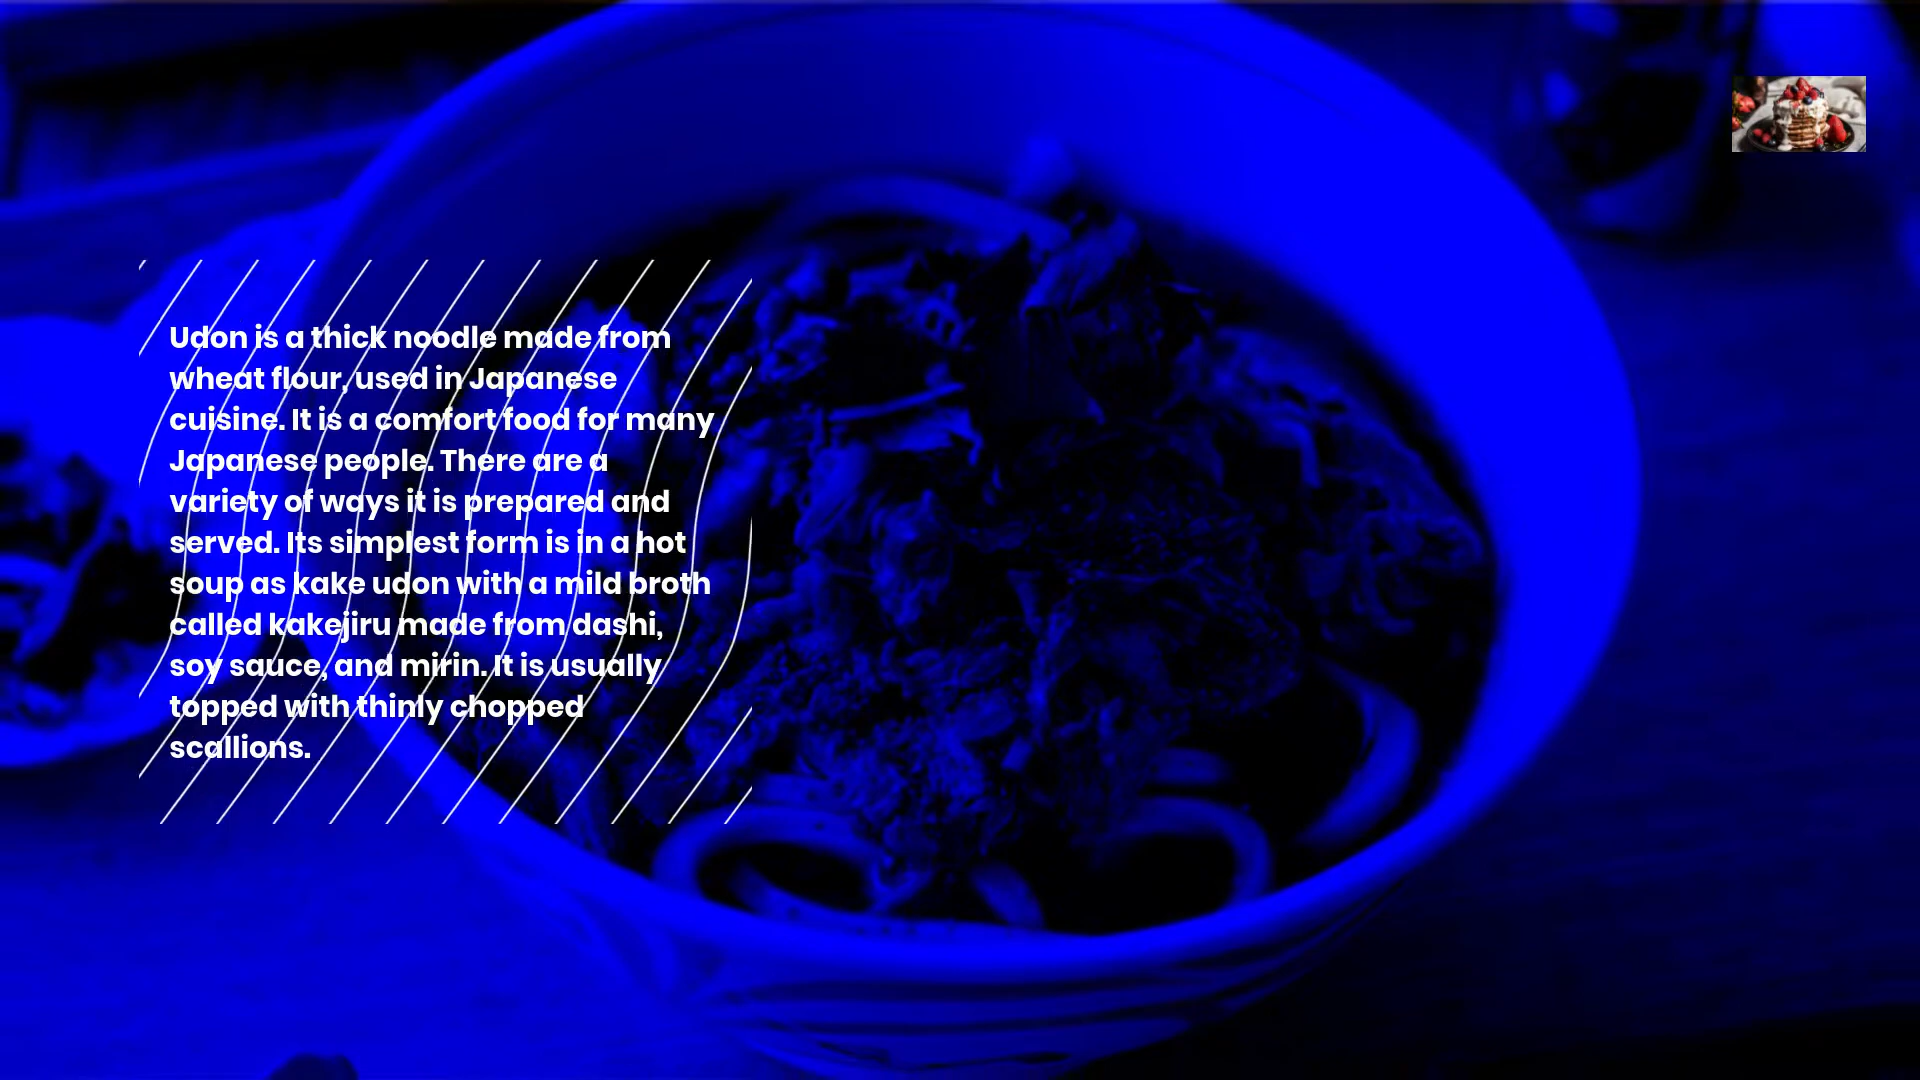 Udon is a thick noodle made from
wheat flour, used in Japanese
cuisine. It is a comfort food for many
Japanese people. There are a
variety of ways it is prepared and
served. Its simplest form is in a hot
soup as kake udon with a mild broth
called kakejiru made from dashi,
soy sauce, and mirin. It is usually
topped with thinly chopped
scallions.